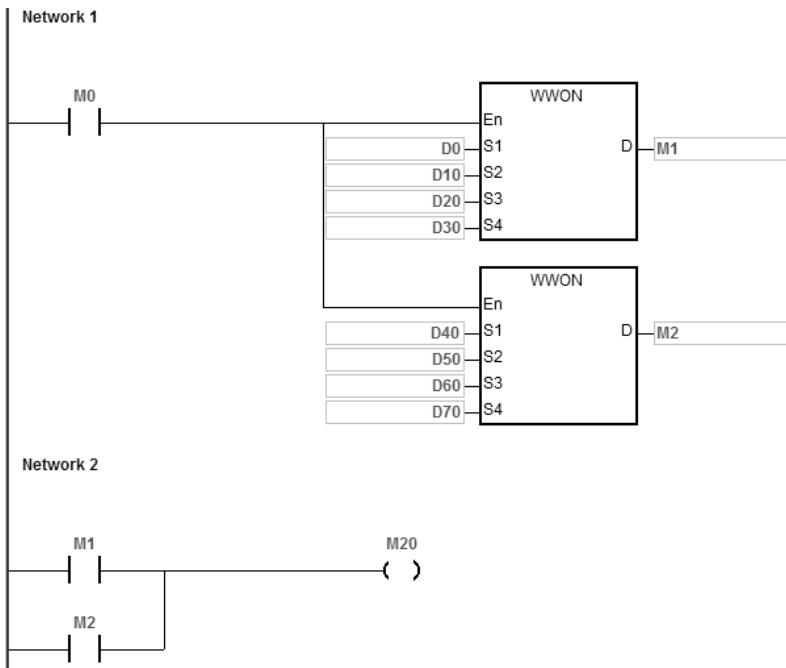 Network 1
M0
WWON
En
D0 S1 D M1
D10 S2
D20 S3
D30 S4
WWON
En
D40 S1 D M2
D50 S2
D60 S3
D70 S4
Network 2
M1 M20
M2